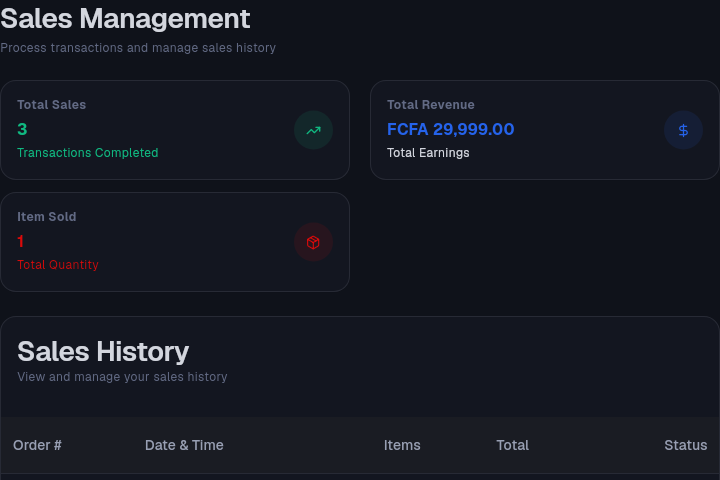 Sales Management
Process transactions and manage sales history
Total Sales
3
Transactions Completed
Total Revenue
FCFA 29,999.00
Total Earnings
Item Sold
1
Total Quantity
Sales History
View and manage your sales history
Order # Date & Time Items Total Status